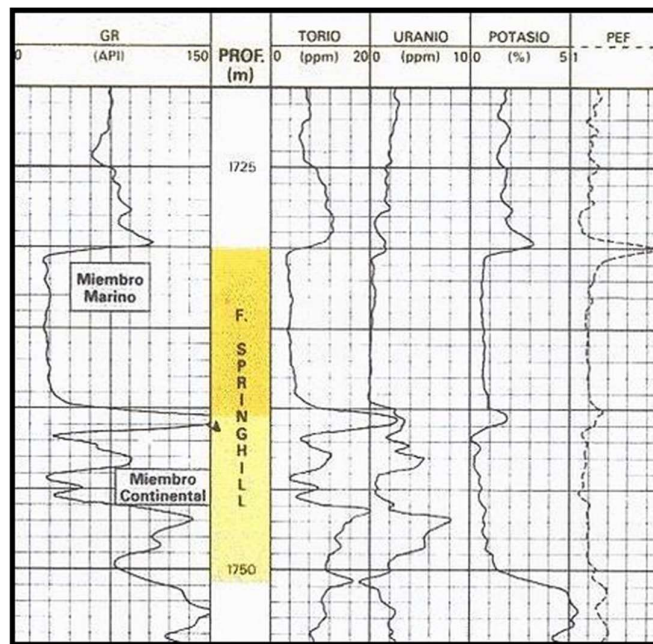 GR TORIO URANIO POTASIO PEF
0 (API) 150 PROF. (m) 0 (ppm) 20 0 (ppm) 10 0 (%) 5 1
1725
Miembro
Marino
F. SPRINGHILL
Miembro
Continental
1750